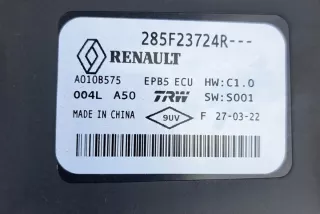 285F23724R---
RENAULT
A010B575 EPB5 ECU HW:C1.0
004L A50 TRW SW:S001
MADE IN CHINA 9UV F 27-03-22